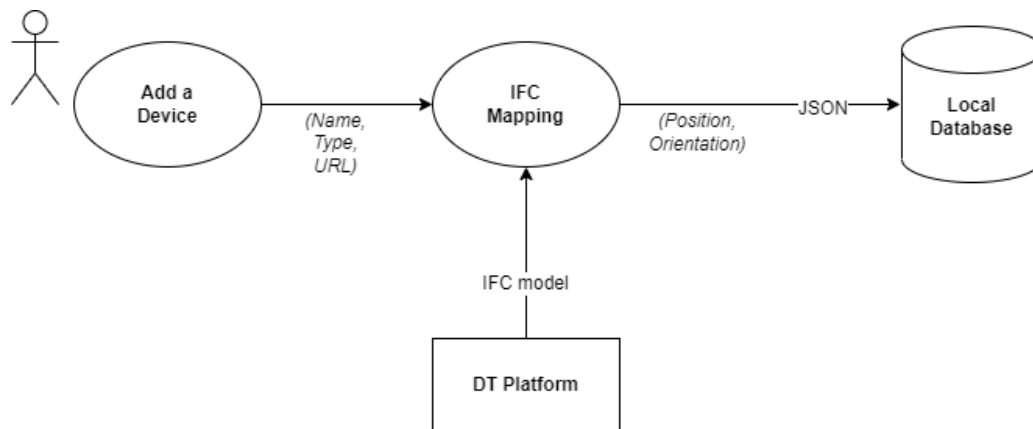 Add a
Device
(Name,
Type,
URL)
IFC
Mapping
(Position,
Orientation)
JSON
Local
Database
IFC model
DT Platform